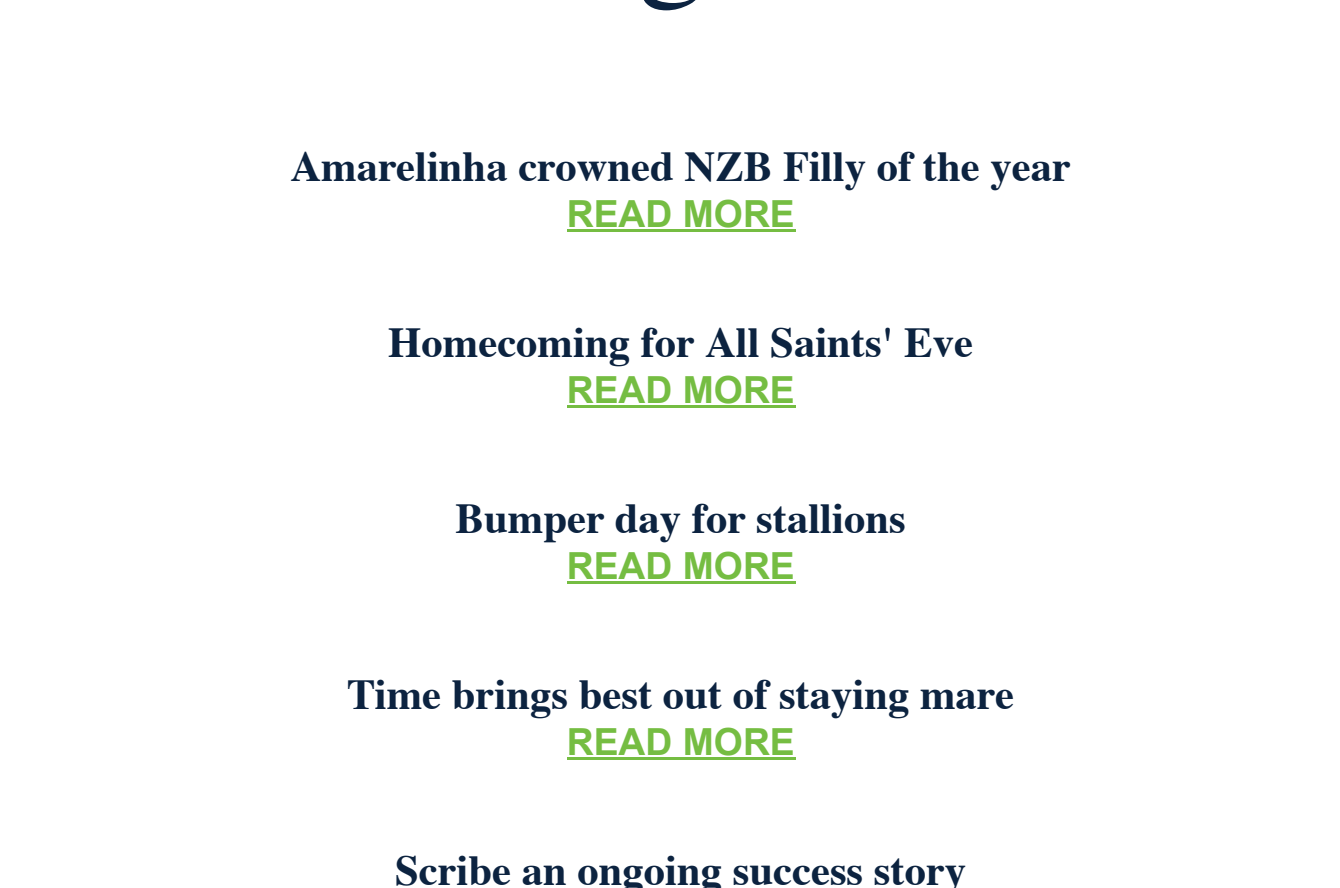 Amarelinha crowned NZB Filly of the year
READ MORE
Homecoming for All Saints' Eve
READ MORE
Bumper day for stallions
READ MORE
Time brings best out of staying mare
READ MORE
Scribe an ongoing success story